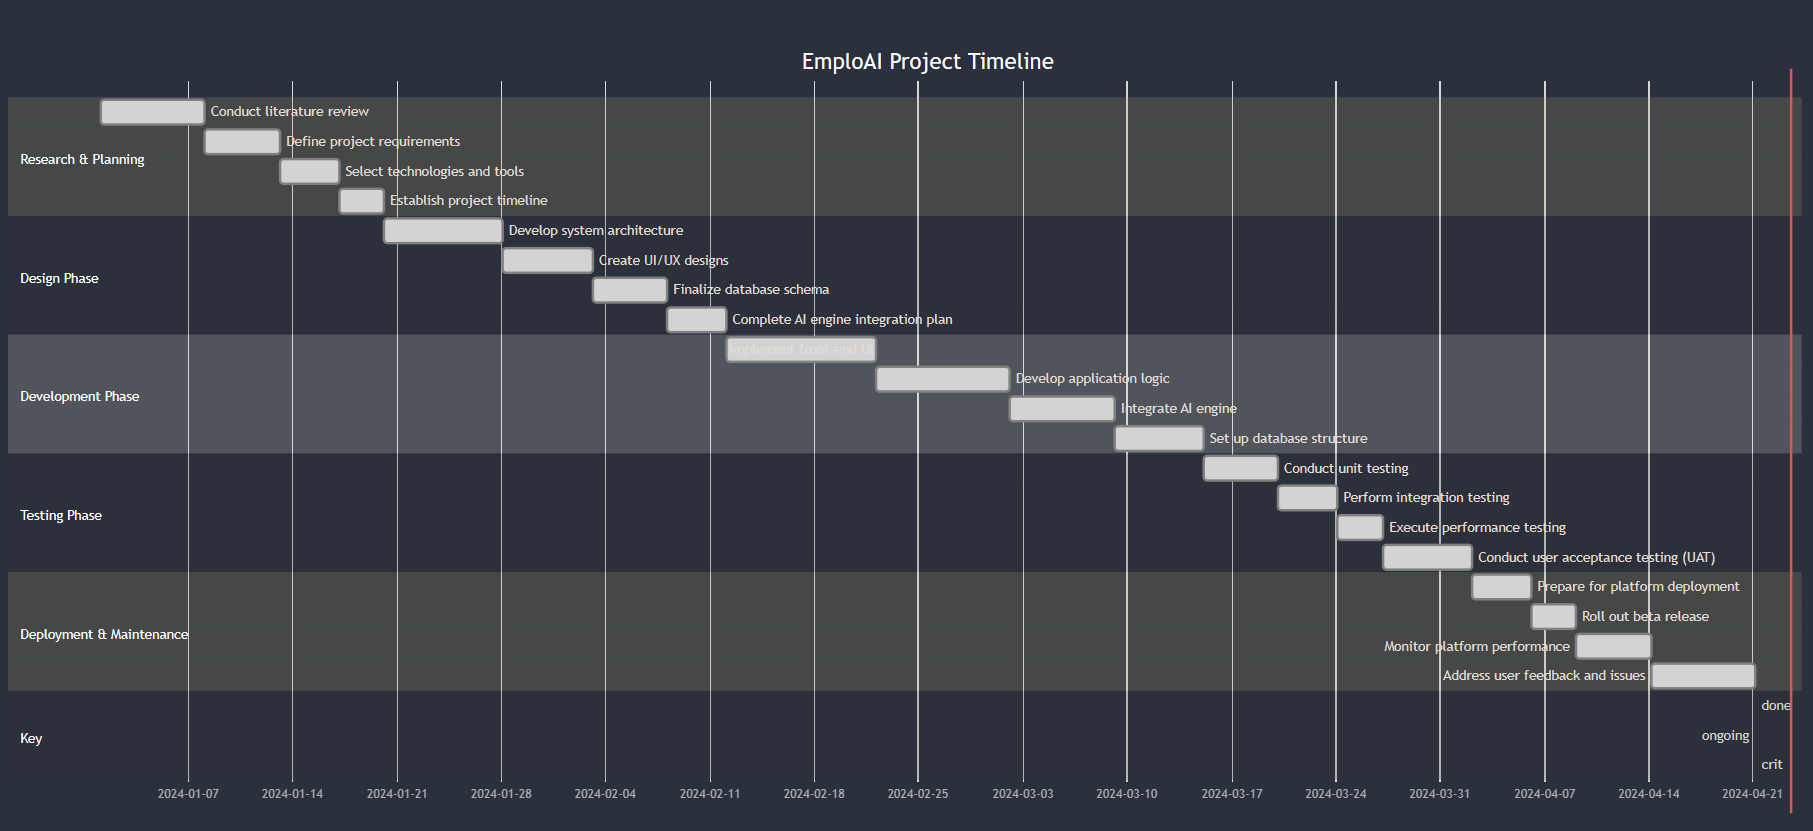 EmploAI Project Timeline
Research & Planning
Conduct literature review
Define project requirements
Select technologies and tools
Establish project timeline
Design Phase
Develop system architecture
Create UI/UX designs
Finalize database schema
Complete AI engine integration plan
Development Phase
Implement front-end UI
Develop application logic
Integrate AI engine
Set up database structure
Testing Phase
Conduct unit testing
Perform integration testing
Execute performance testing
Conduct user acceptance testing (UAT)
Deployment & Maintenance
Prepare for platform deployment
Roll out beta release
Monitor platform performance
Address user feedback and issues
Key
done
ongoing
crit
2024-01-07
2024-01-14
2024-01-21
2024-01-28
2024-02-04
2024-02-11
2024-02-18
2024-02-25
2024-03-03
2024-03-10
2024-03-17
2024-03-24
2024-03-31
2024-04-07
2024-04-14
2024-04-21